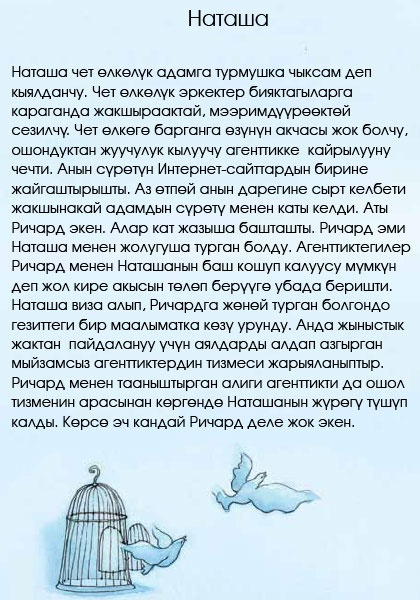 Наташа
Наташа чет өлкөлүк адамга турмушка чыксам деп
кыялданчу. Чет өлкөлүк эркектер бияктагыларга
караганда жакшыраактай, мээримдүүрөөктөй
сезилчү. Чет өлкөгө барганга өзүнүн акчасы жок болчу,
ошондуктан жуучулук кылуучу агенттикке кайрылууну
чечти. Анын сүрөтүн Интернет-сайттардын бирине
жайгаштырышты. Аз өтпөй анын дарегине сырт келбети
жакшынакай адамдын сүрөтү менен каты келди. Аты
Ричард экен. Алар кат жазыша башташты. Ричард эми
Наташа менен жолугуша турган болду. Агенттиктегилер
Ричард менен Наташанын баш кошуп калуусу мүмкүн
деп жол кире акысын төлөп берүүгө убада беришти.
Наташа виза алып, Ричардга жөнөй турган болгондо
гезиттеги бир маалыматка көзү урунду. Анда жыныстык
жактан пайдалануу үчүн аялдарды алдап азгырган
мыйзамсыз агенттиктердин тизмеси жарыяланыптыр.
Ричард менен тааныштырган алиги агенттикти да ошол
тизменин арасынан көргөндө Наташанын жүрөгү түшүп
калды. Көрсө эч кандай Ричард деле жок экен.